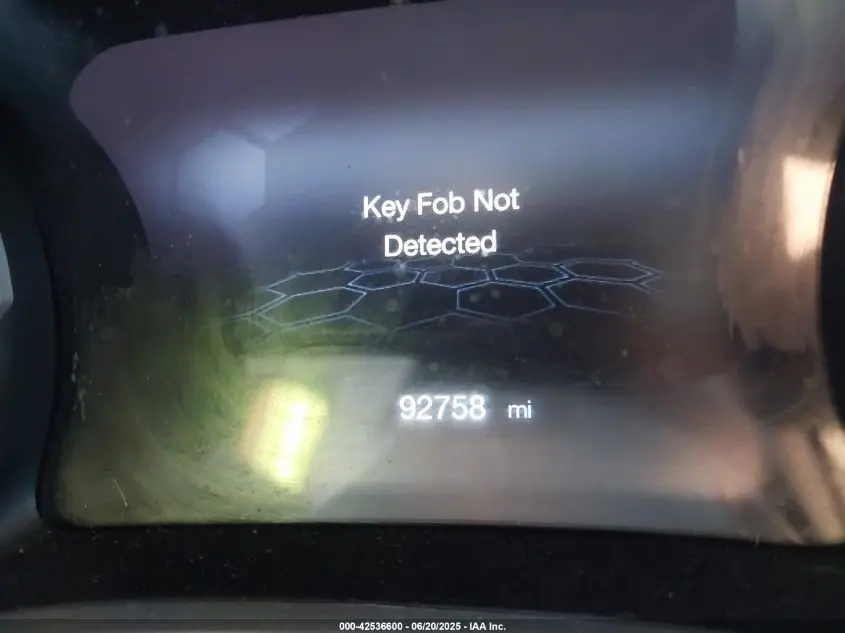 Key Fob Not
Detected
92758 mi
000-42536600 - 06/20/2025 - IAA Inc.